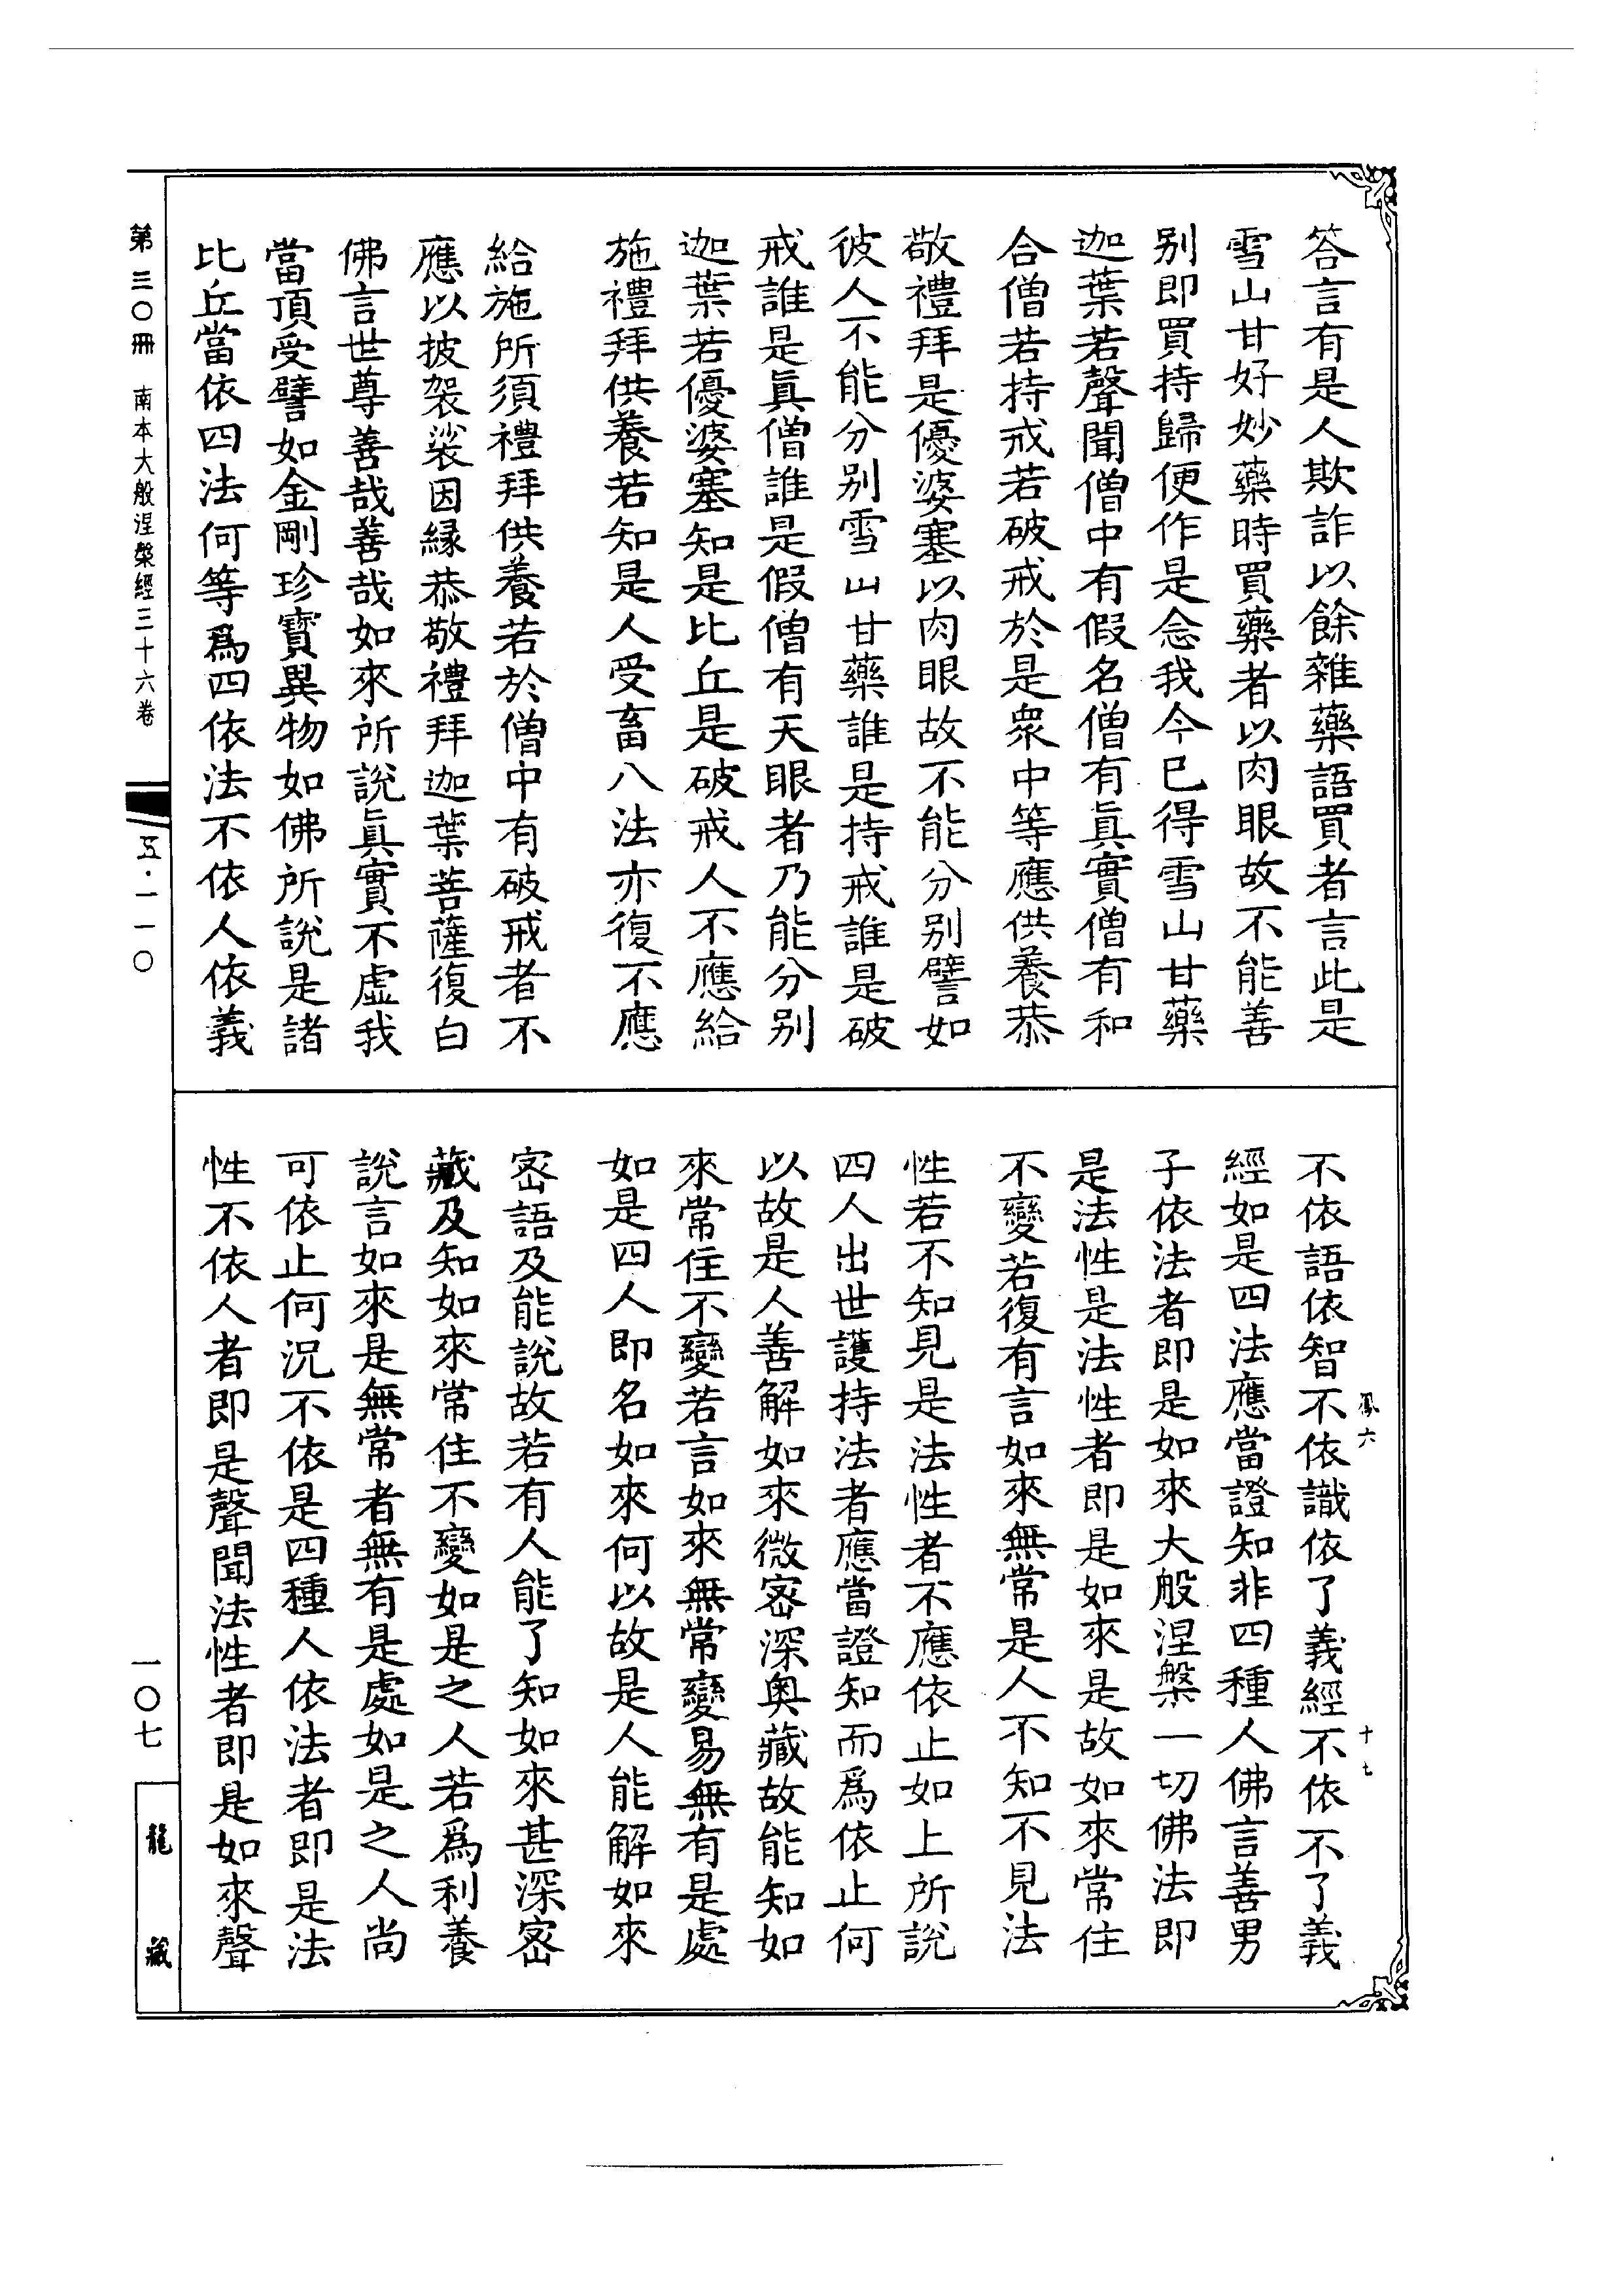 答言有是人欺詐以餘雜藥語買者言此是
雪山甘好妙藥時買藥者以肉眼故不能善
别即買持歸便作是念我今已得雪山甘藥
迦葉若聲聞僧中有假名僧有眞實僧有和
合僧若持戒若破戒於是衆中等應供養恭
敬禮拜是優婆塞以肉眼故不能分别譬如
彼人不能分别雪山甘藥誰是持戒誰是破
戒誰是眞僧誰是假僧有天眼者乃能分别
迦葉若優婆塞知是比丘是破戒人不應給
施禮拜供養若知是人受畜八法亦復不應
給施所須禮拜供養若於僧中有破戒者不
應以披袈裟因緣恭敬禮拜迦葉菩薩復白
佛言世尊善哉善哉如來所說眞實不虛我
當頂受譬如金剛珍寶異物如佛所說是諸
比丘當依四法何等爲四依法不依人依義
不依語依智不依識依了義經不依不了義
經如是四法應當證知非四種人佛言善男
子依法者即是如來大般涅槃一切佛法即
是法性是法性者即是如來是故如來常住
不變若復有言如來無常是人不知不見法
性若不知見是法性者不應依止如上所說
四人出世護持法者應當證知而爲依止何
以故是人善解如來微密深奧藏故能知如
來常住不變若言如來無常變易無有是處
如是四人即名如來何以故是人能解如來
密語及能說故若有人能了知如來甚深密
藏及知如來常住不變如是之人若爲利養
說言如來是無常者無有是處如是之人尚
可依止何況不依是四種人依法者即是法
性不依人者即是聲聞法性者即是如來聲
鳳六
十七
第三〇冊 南本大般涅槃經三十六卷
五·一一〇
一〇七
龍藏